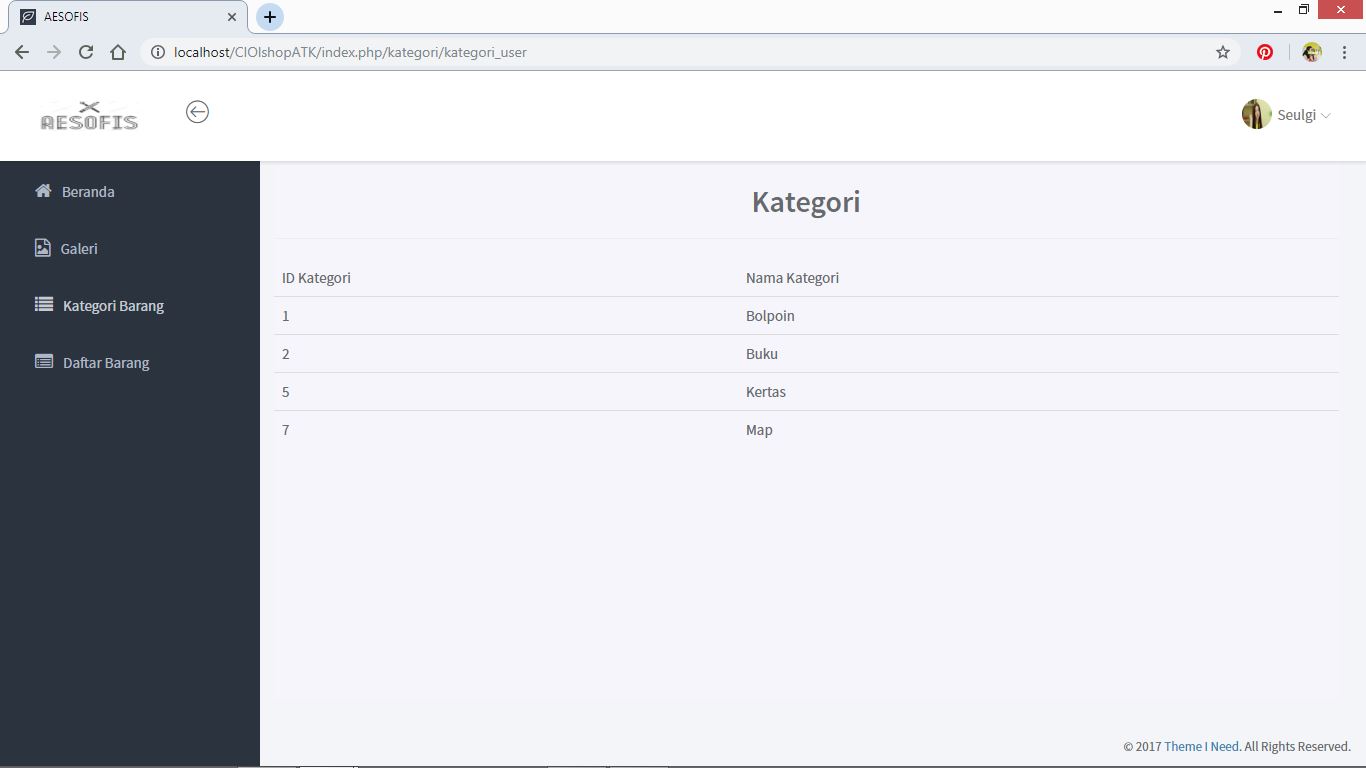 AESOFIS
localhost/CIOlshopATK/index.php/kategori/kategori_user
AESOFIS
Seulgi
Beranda
Galeri
Kategori Barang
Daftar Barang
Kategori
ID Kategori Nama Kategori
1 Bolpoin
2 Buku
5 Kertas
7 Map
© 2017 Theme I Need. All Rights Reserved.